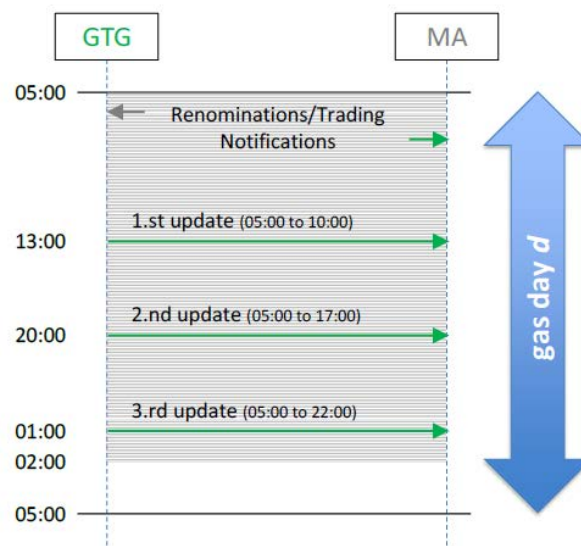 GTG MA
05:00
Renominations/Trading
Notifications
1.st update (05:00 to 10:00)
13:00
2.nd update (05:00 to 17:00)
20:00
3.rd update (05:00 to 22:00)
01:00
02:00
05:00
gas day d